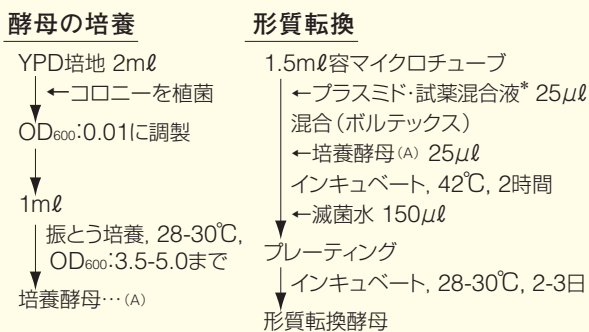 酵母の培養
YPD培地 2mℓ
←コロニーを植菌
OD₆₀₀:0.01に調製
1mℓ
振とう培養, 28-30℃,
OD₆₀₀:3.5-5.0まで
培養酵母…(A)
形質転換
1.5mℓ容マイクロチューブ
←プラスミド・試薬混合液* 25μℓ
混合(ボルテックス)
←培養酵母(A) 25μℓ
インキュベート, 42℃, 2時間
←滅菌水 150μℓ
プレーティング
インキュベート, 28-30℃, 2-3日
形質転換酵母